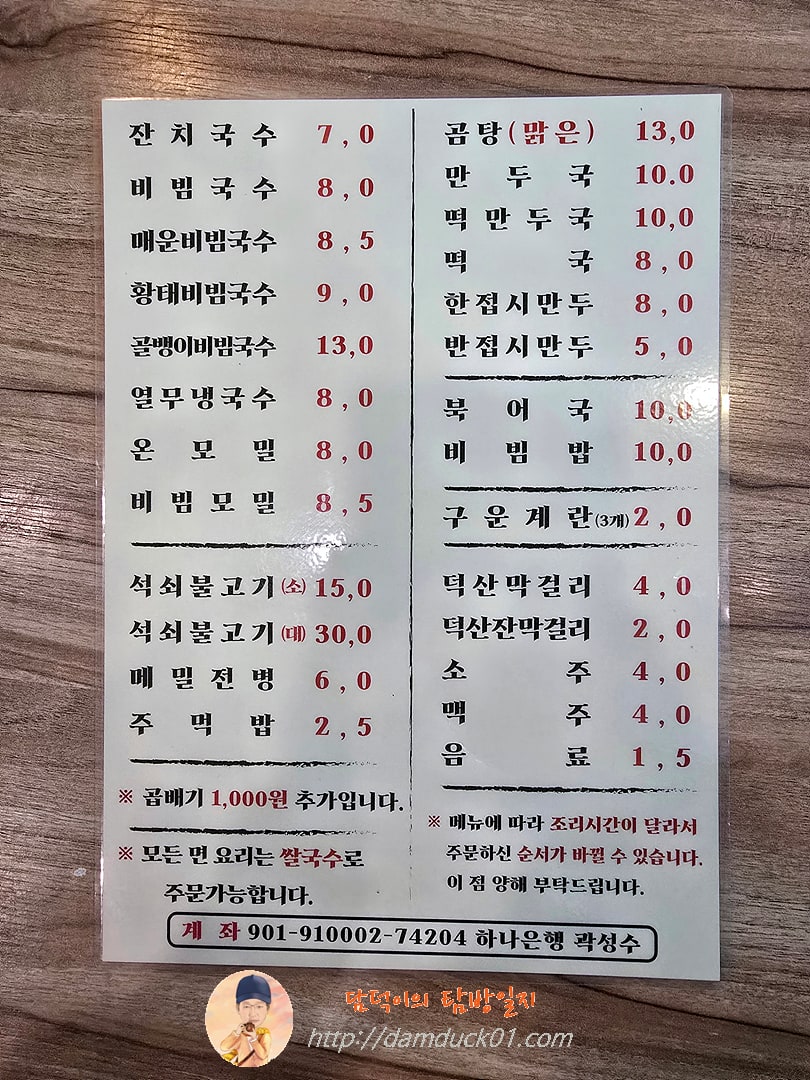 잔치국수 7,0
비빔국수 8,0
매운비빔국수 8,5
황태비빔국수 9,0
골뱅이비빔국수 13,0
열무냉국수 8,0
온모밀 8,0
비빔모밀 8,5
석쇠불고기(소) 15,0
석쇠불고기(대) 30,0
메밀전병 6,0
주먹밥 2,5
※ 곱배기 1,000원 추가입니다.
※ 모든 면 요리는 쌀국수로
주문가능합니다.
곰탕(맑은) 13,0
만두국 10.0
떡만두국 10,0
떡국 8,0
한접시만두 8,0
반접시만두 5,0
북어국 10,0
비빔밥 10,0
구운계란(3개) 2,0
덕산막걸리 4,0
덕산잔막걸리 2,0
소주 4,0
맥주 4,0
음료 1,5
※ 메뉴에 따라 조리시간이 달라서
주문하신 순서가 바뀔 수 있습니다.
이 점 양해 부탁드립니다.
계좌 901-910002-74204 하나은행 곽성수
담덕이의 탐방일지
http://damduck01.com